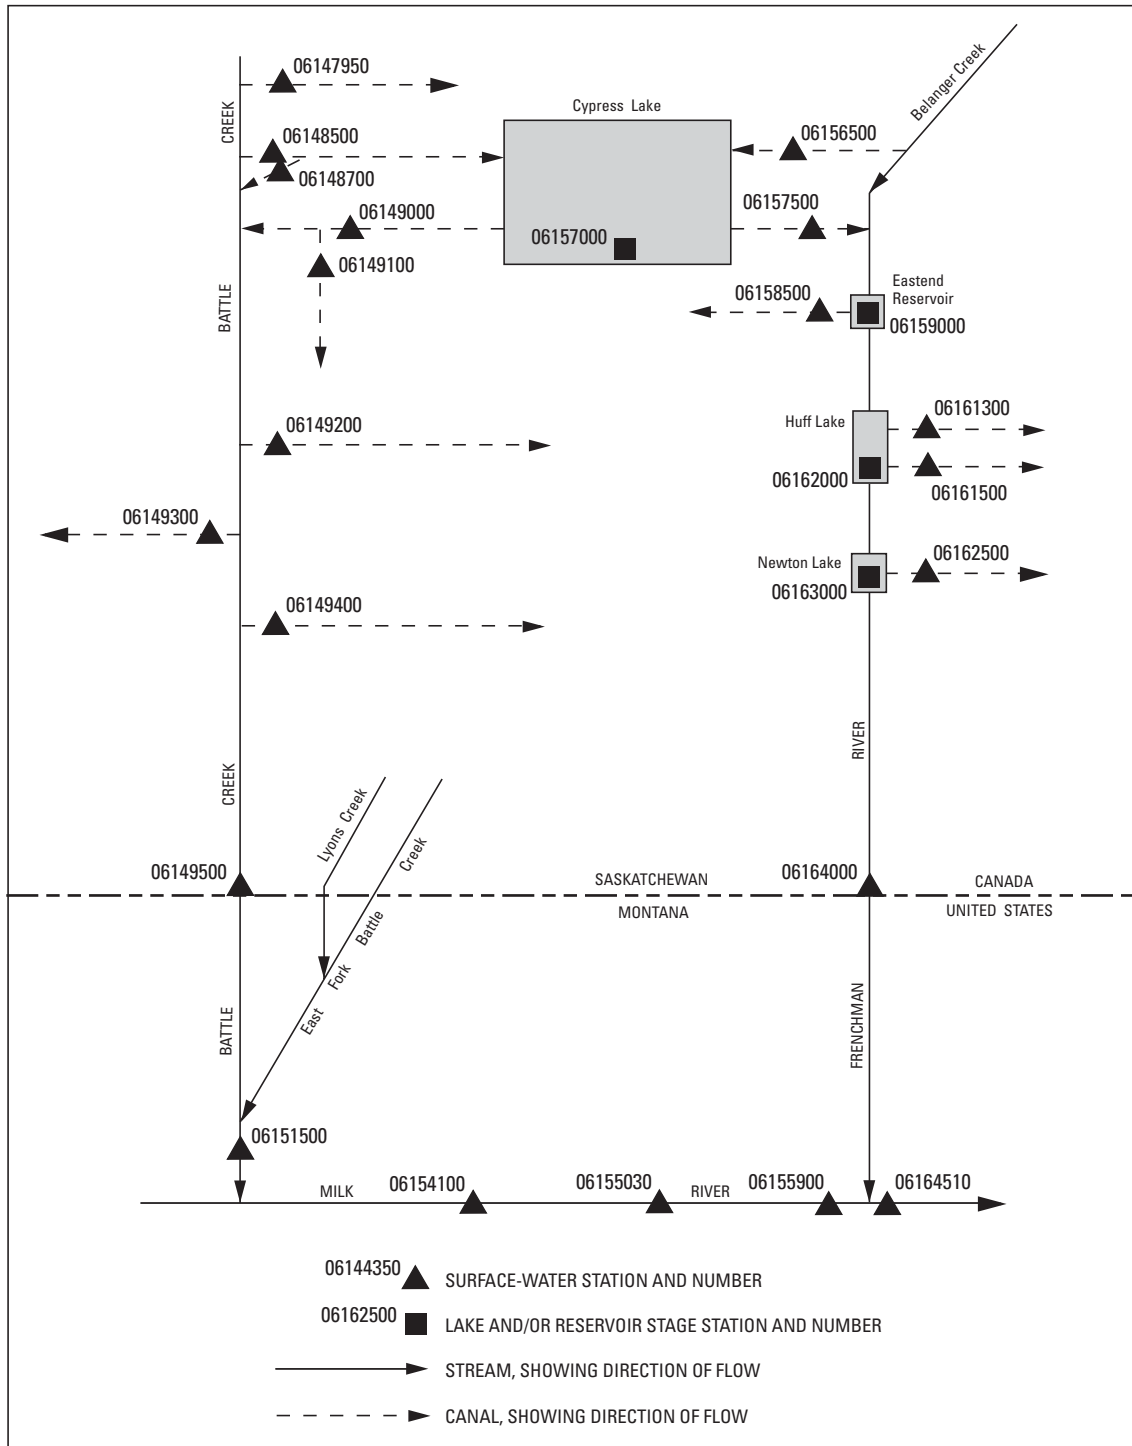 06147950
CREEK
Belanger Creek
Cypress Lake
06148500
06156500
06148700
06149000
06157500
06157000
06149100
Eastend
Reservoir
06158500
06159000
BATTLE
06149200
Huff Lake
06161300
06162000
06161500
06149300
Newton Lake
06162500
06163000
06149400
RIVER
CREEK
Lyons Creek
06149500
SASKATCHEWAN
06164000
CANADA
MONTANA
UNITED STATES
East Fork Battle Creek
BATTLE
FRENCHMAN
06151500
MILK
06154100
06155030
RIVER
06155900
06164510
06144350 SURFACE-WATER STATION AND NUMBER
06162500 LAKE AND/OR RESERVOIR STAGE STATION AND NUMBER
STREAM, SHOWING DIRECTION OF FLOW
CANAL, SHOWING DIRECTION OF FLOW